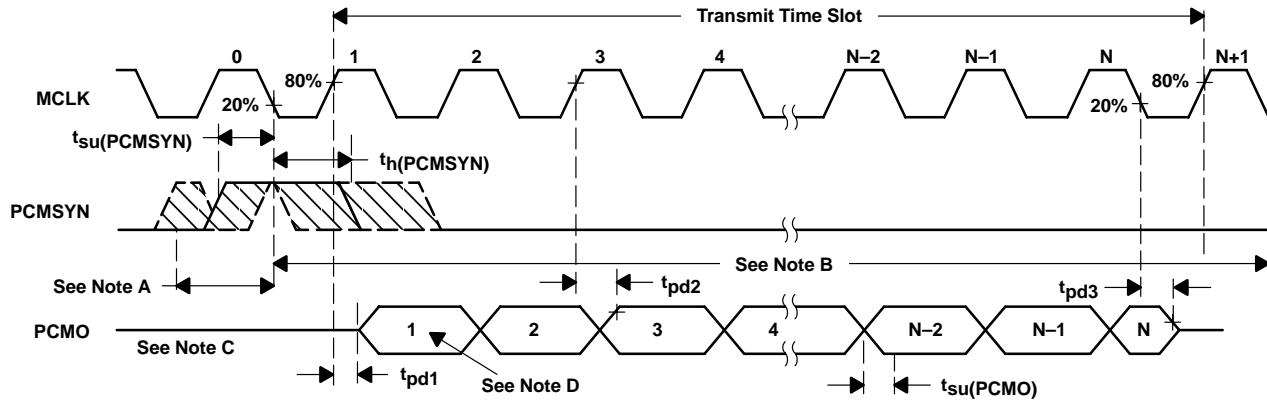 Transmit Time Slot
0 1 2 3 4 N–2 N–1 N N+1
80% 80%
MCLK
20% 20%
tsu(PCMSYN)
th(PCMSYN)
PCMSYN
See Note B
See Note A
tpd2
tpd3
PCMO
1 2 3 4 N–2 N–1 N
See Note C
tpd1
See Note D
tsu(PCMO)